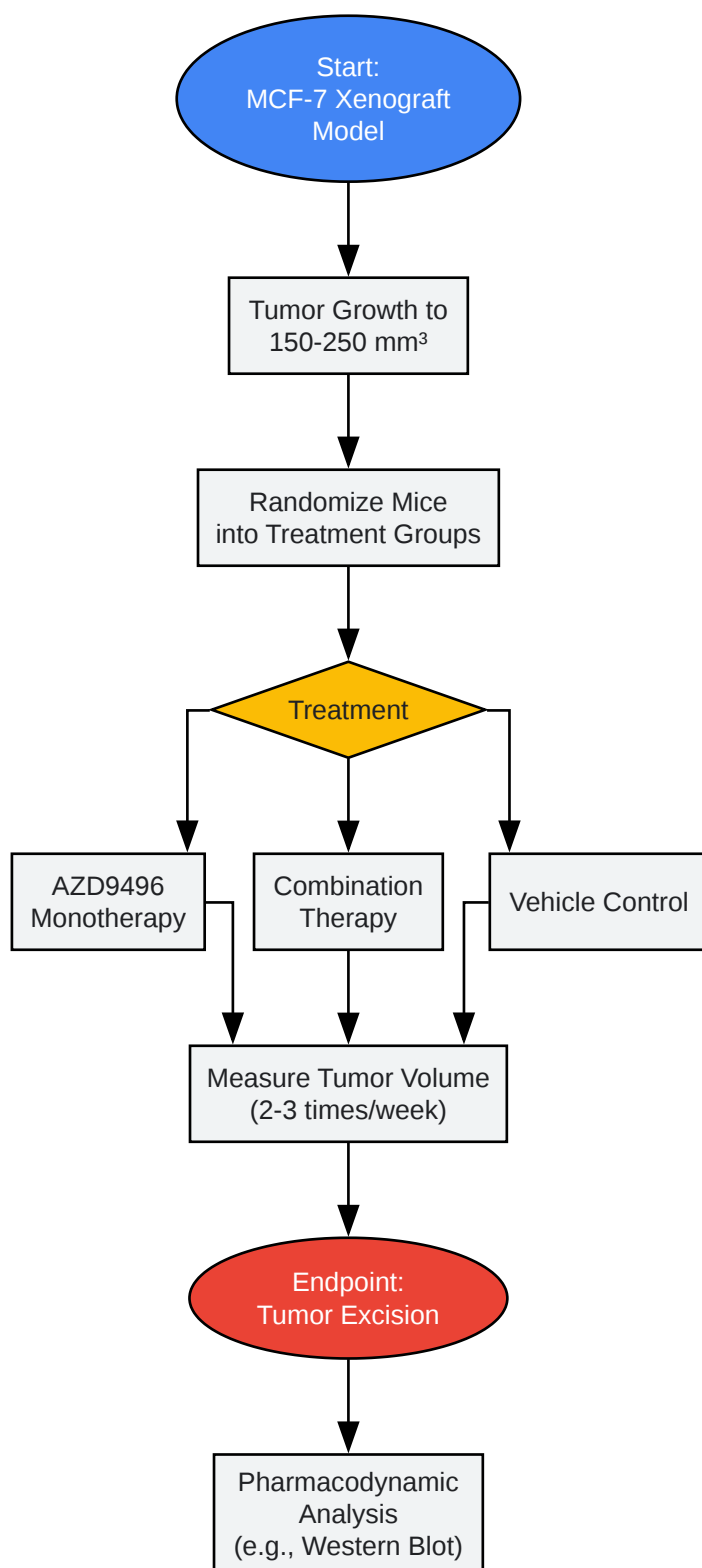 Start:
MCF-7 Xenograft
Model
Tumor Growth to
150-250 mm³
Randomize Mice
into Treatment Groups
Treatment
AZD9496
Monotherapy
Combination
Therapy
Vehicle Control
Measure Tumor Volume
(2-3 times/week)
Endpoint:
Tumor Excision
Pharmacodynamic
Analysis
(e.g., Western Blot)